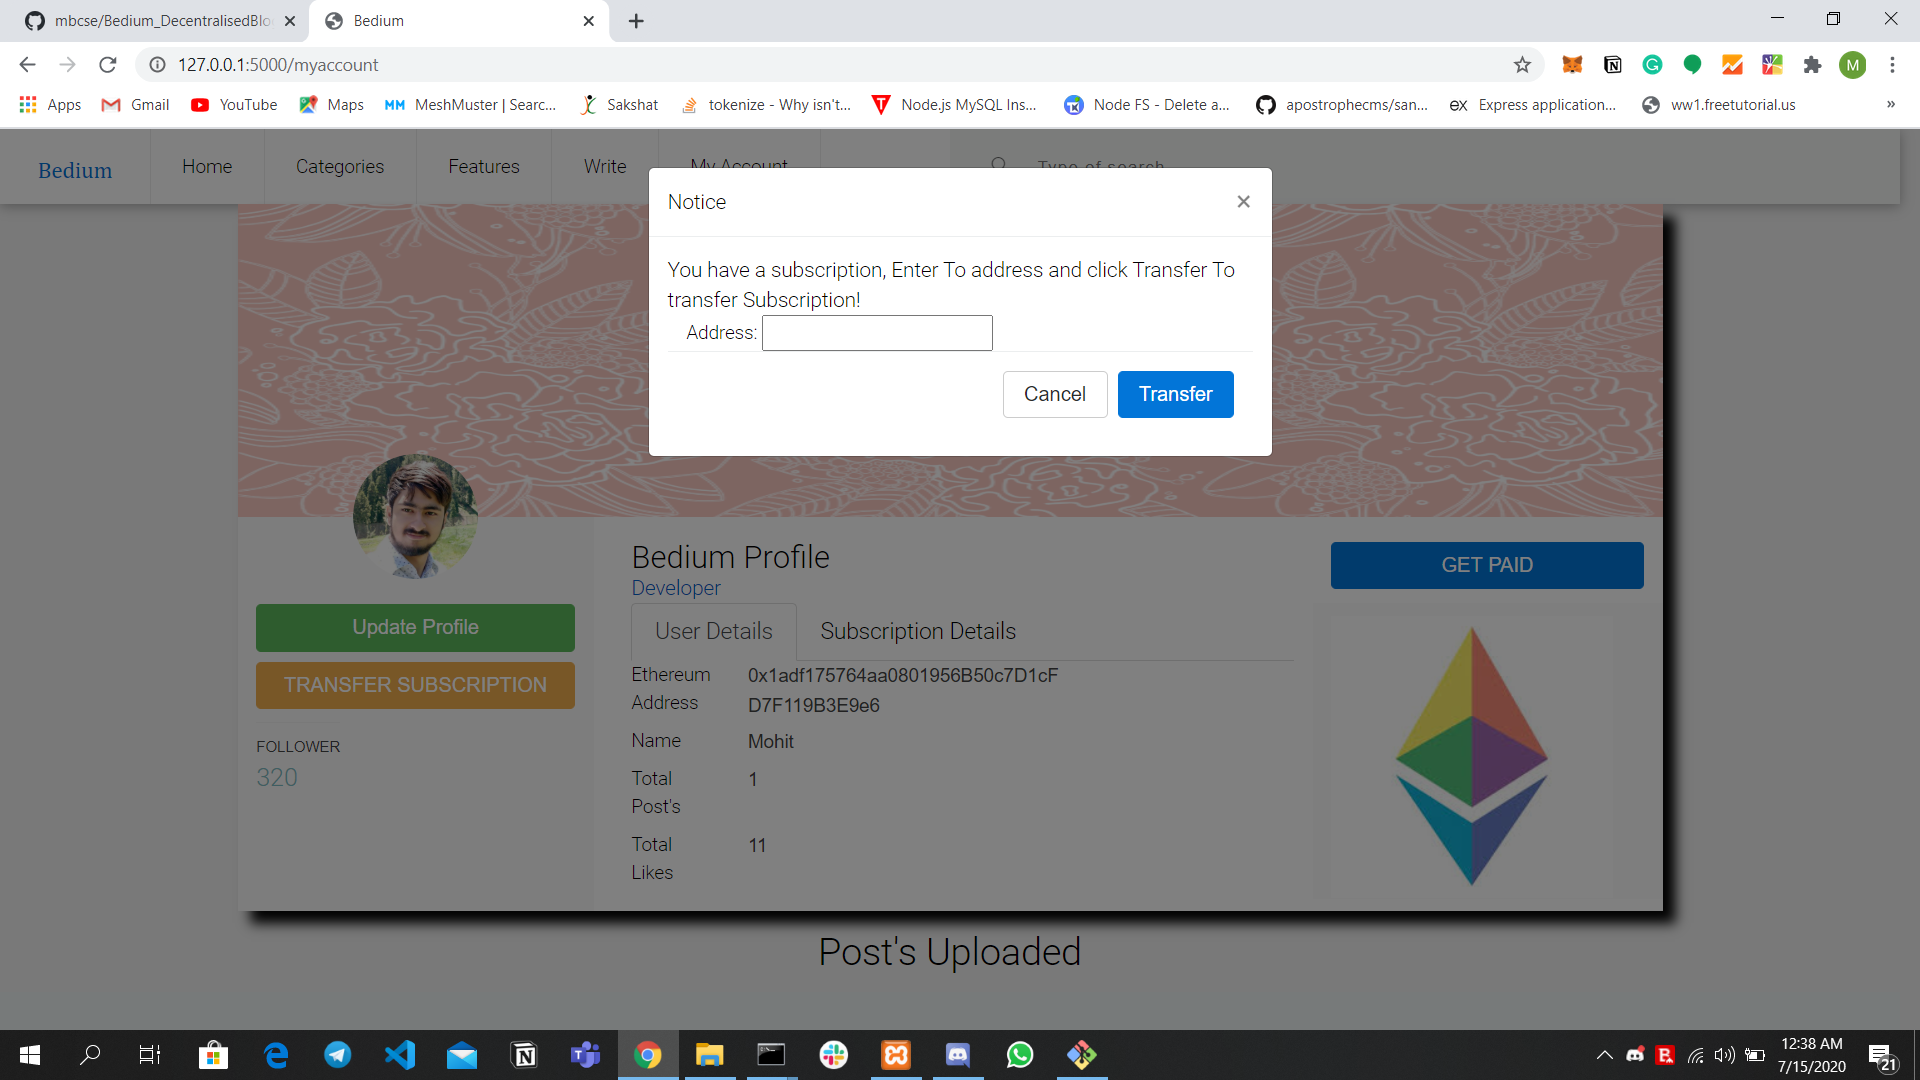 mbcse/Bedium_DecentralisedBlo
Bedium
127.0.0.1:5000/myaccount
M
Apps
Gmail
YouTube
Maps
MeshMuster | Searc...
Sakshat
tokenize - Why isn't...
Node.js MySQL Ins...
Node FS - Delete a...
apostrophecms/san...
Express application...
ww1.freetutorial.us
»
Bedium
Home
Categories
Features
Write
My Account
Type of search
Notice
×
You have a subscription, Enter To address and click Transfer To
transfer Subscription!
Address:
Cancel
Transfer
Update Profile
TRANSFER SUBSCRIPTION
FOLLOWER
320
Bedium Profile
Developer
User Details
Subscription Details
Ethereum
Address
0x1adf175764aa0801956B50c7D1cF
D7F119B3E9e6
Name
Mohit
Total
Post's
1
Total
Likes
11
GET PAID
Post's Uploaded
12:38 AM
7/15/2020
21